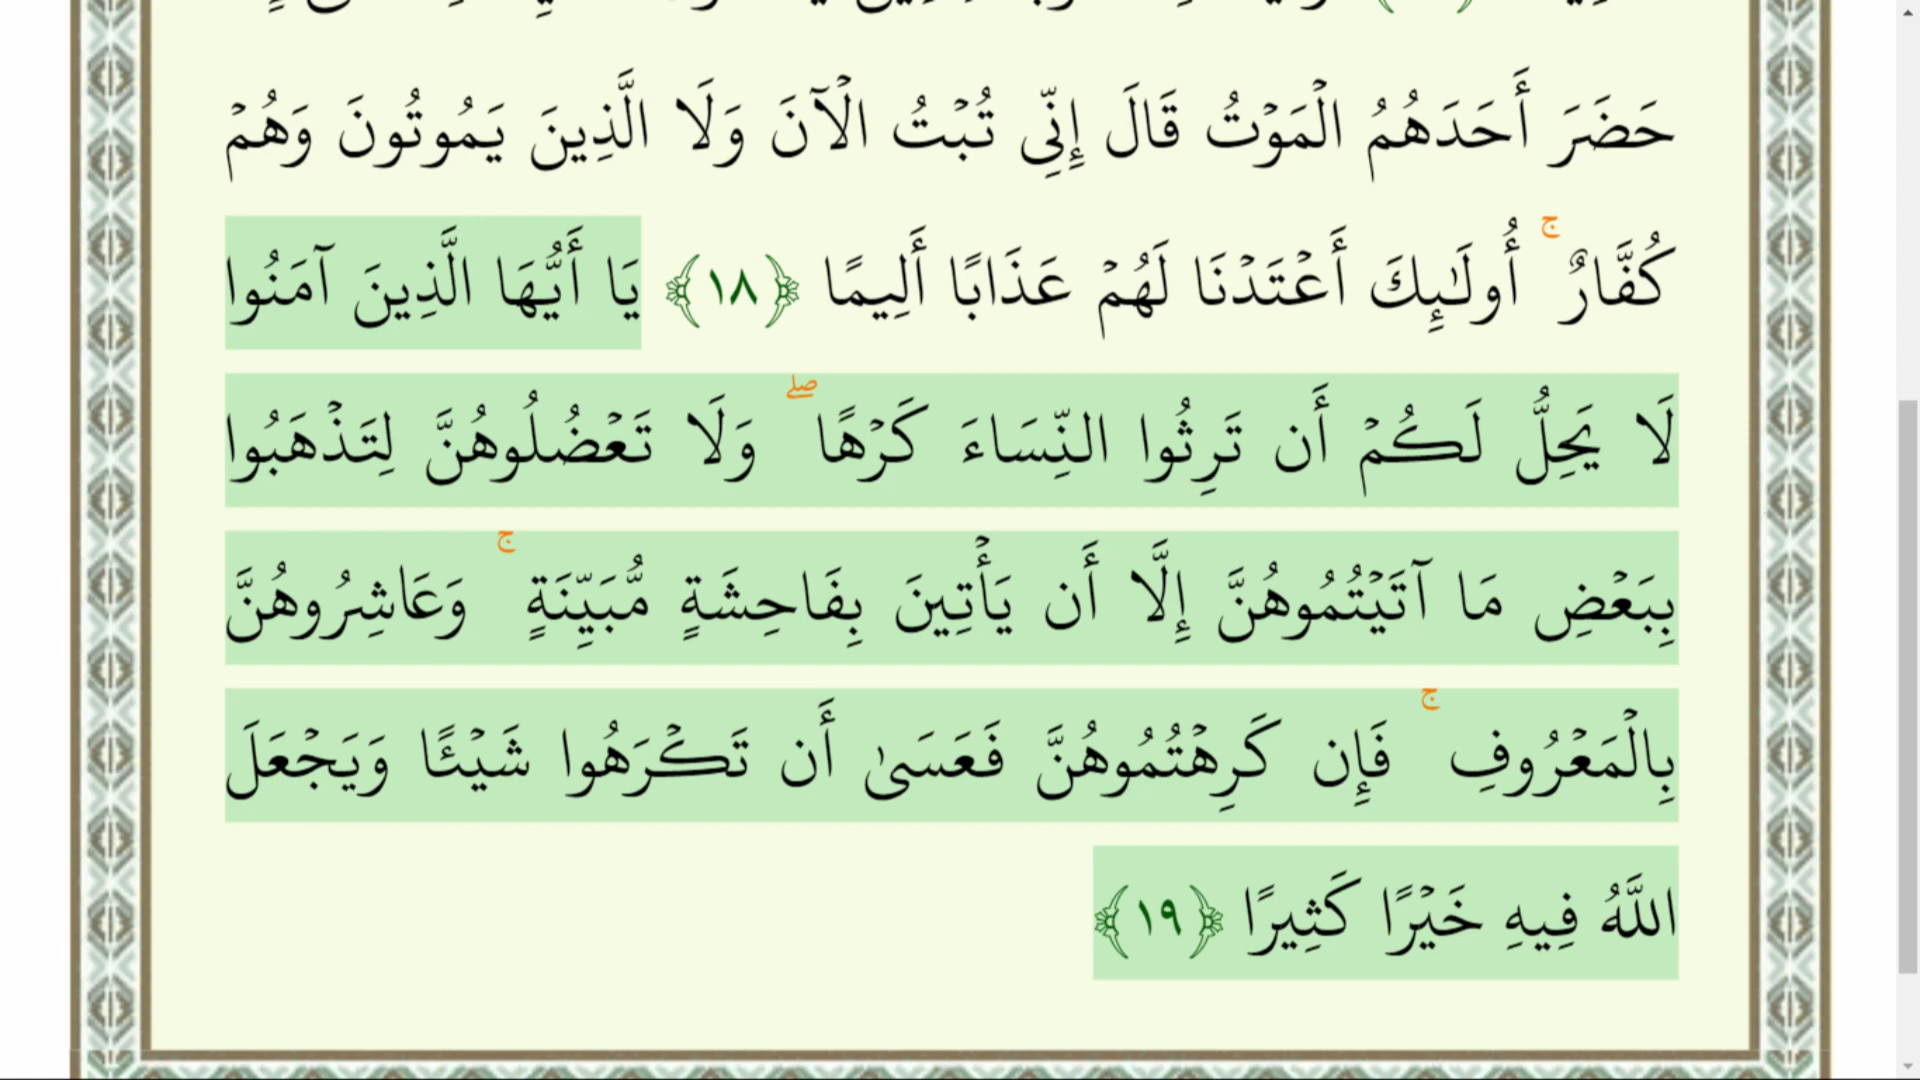 حَضَرَ أَحَدَهُمُ الْمَوْتُ قَالَ إِنِّي تُبْتُ الْآنَ وَلَا الَّذِينَ يَمُوتُونَ وَهُمْ
كُفَّارٌ ۚ أُولَٰئِكَ أَعْتَدْنَا لَهُمْ عَذَابًا أَلِيمًا ﴿١٨﴾ يَا أَيُّهَا الَّذِينَ آمَنُوا
لَا يَحِلُّ لَكُمْ أَن تَرِثُوا النِّسَاءَ كَرْهًا ۖ وَلَا تَعْضُلُوهُنَّ لِتَذْهَبُوا
بِبَعْضِ مَا آتَيْتُمُوهُنَّ إِلَّا أَن يَأْتِينَ بِفَاحِشَةٍ مُّبَيِّنَةٍ ۚ وَعَاشِرُوهُنَّ
بِالْمَعْرُوفِ ۚ فَإِن كَرِهْتُمُوهُنَّ فَعَسَىٰ أَن تَكْرَهُوا شَيْئًا وَيَجْعَلَ
اللَّهُ فِيهِ خَيْرًا كَثِيرًا ﴿١٩﴾